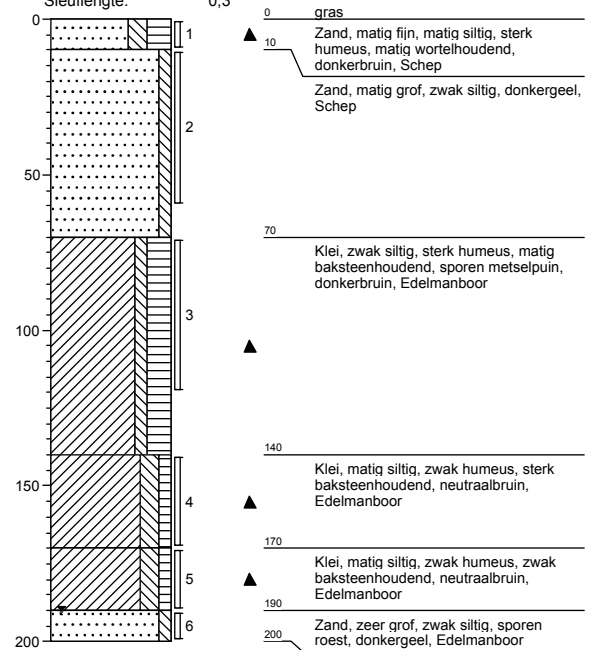 Sleuflengte: 0,3
0
50
100
150
200
1
2
3
4
5
6
0 gras
Zand, matig fijn, matig siltig, sterk
humeus, matig wortelhoudend,
donkerbruin, Schep
10
Zand, matig grof, zwak siltig, donkergeel,
Schep
70
Klei, zwak siltig, sterk humeus, matig
baksteenhoudend, sporen metselpuin,
donkerbruin, Edelmanboor
140
Klei, matig siltig, zwak humeus, sterk
baksteenhoudend, neutraalbruin,
Edelmanboor
170
Klei, matig siltig, zwak humeus, zwak
baksteenhoudend, neutraalbruin,
Edelmanboor
190
Zand, zeer grof, zwak siltig, sporen
roest, donkergeel, Edelmanboor
200